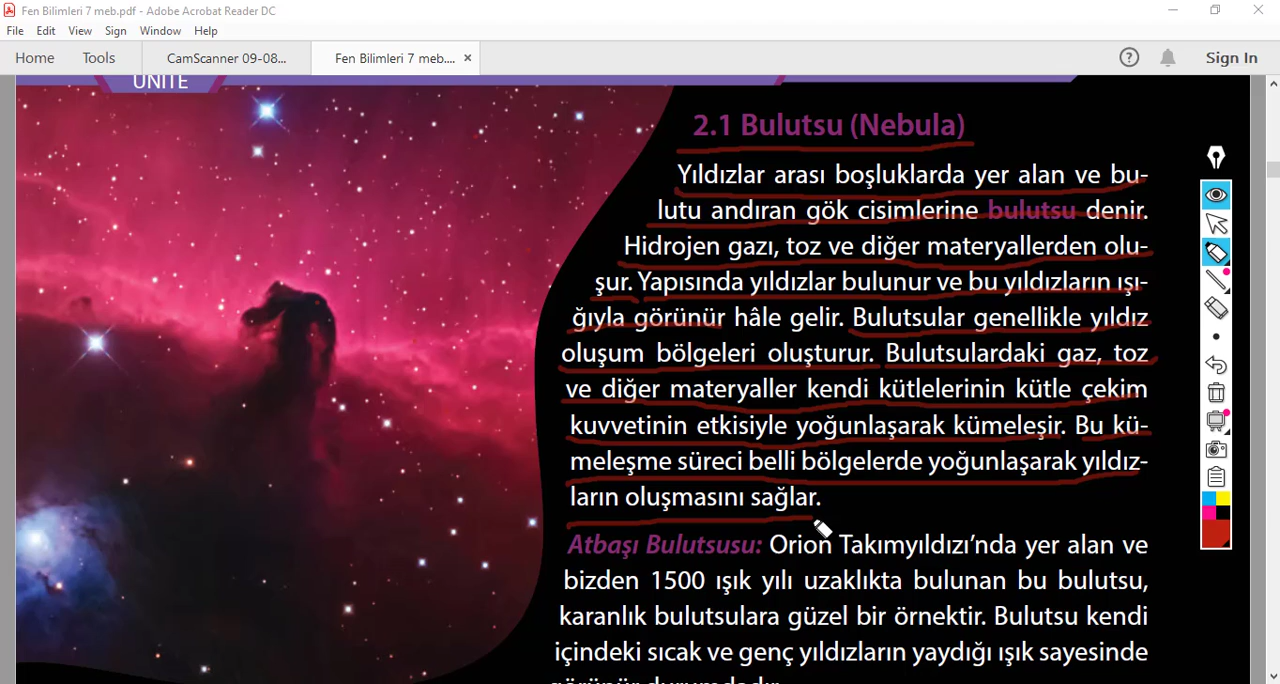 Fen Bilimleri 7 meb.pdf - Adobe Acrobat Reader DC
File Edit View Sign Window Help
Home Tools CamScanner 09-08... Fen Bilimleri 7 meb.... × Sign In
ÜNİTE
2.1 Bulutsu (Nebula)
Yıldızlar arası boşluklarda yer alan ve bu-
lutu andıran gök cisimlerine bulutsu denir.
Hidrojen gazı, toz ve diğer materyallerden olu-
şur. Yapısında yıldızlar bulunur ve bu yıldızların ışı-
ğıyla görünür hâle gelir. Bulutsular genellikle yıldız
oluşum bölgeleri oluşturur. Bulutsulardaki gaz, toz
ve diğer materyaller kendi kütlelerinin kütle çekim
kuvvetinin etkisiyle yoğunlaşarak kümeleşir. Bu kü-
meleşme süreci belli bölgelerde yoğunlaşarak yıldız-
ların oluşmasını sağlar.
Atbaşı Bulutsusu: Orion Takımyıldızı’nda yer alan ve
bizden 1500 ışık yılı uzaklıkta bulunan bu bulutsu,
karanlık bulutsulara güzel bir örnektir. Bulutsu kendi
içindeki sıcak ve genç yıldızların yaydığı ışık sayesinde
görünür durumdadır.